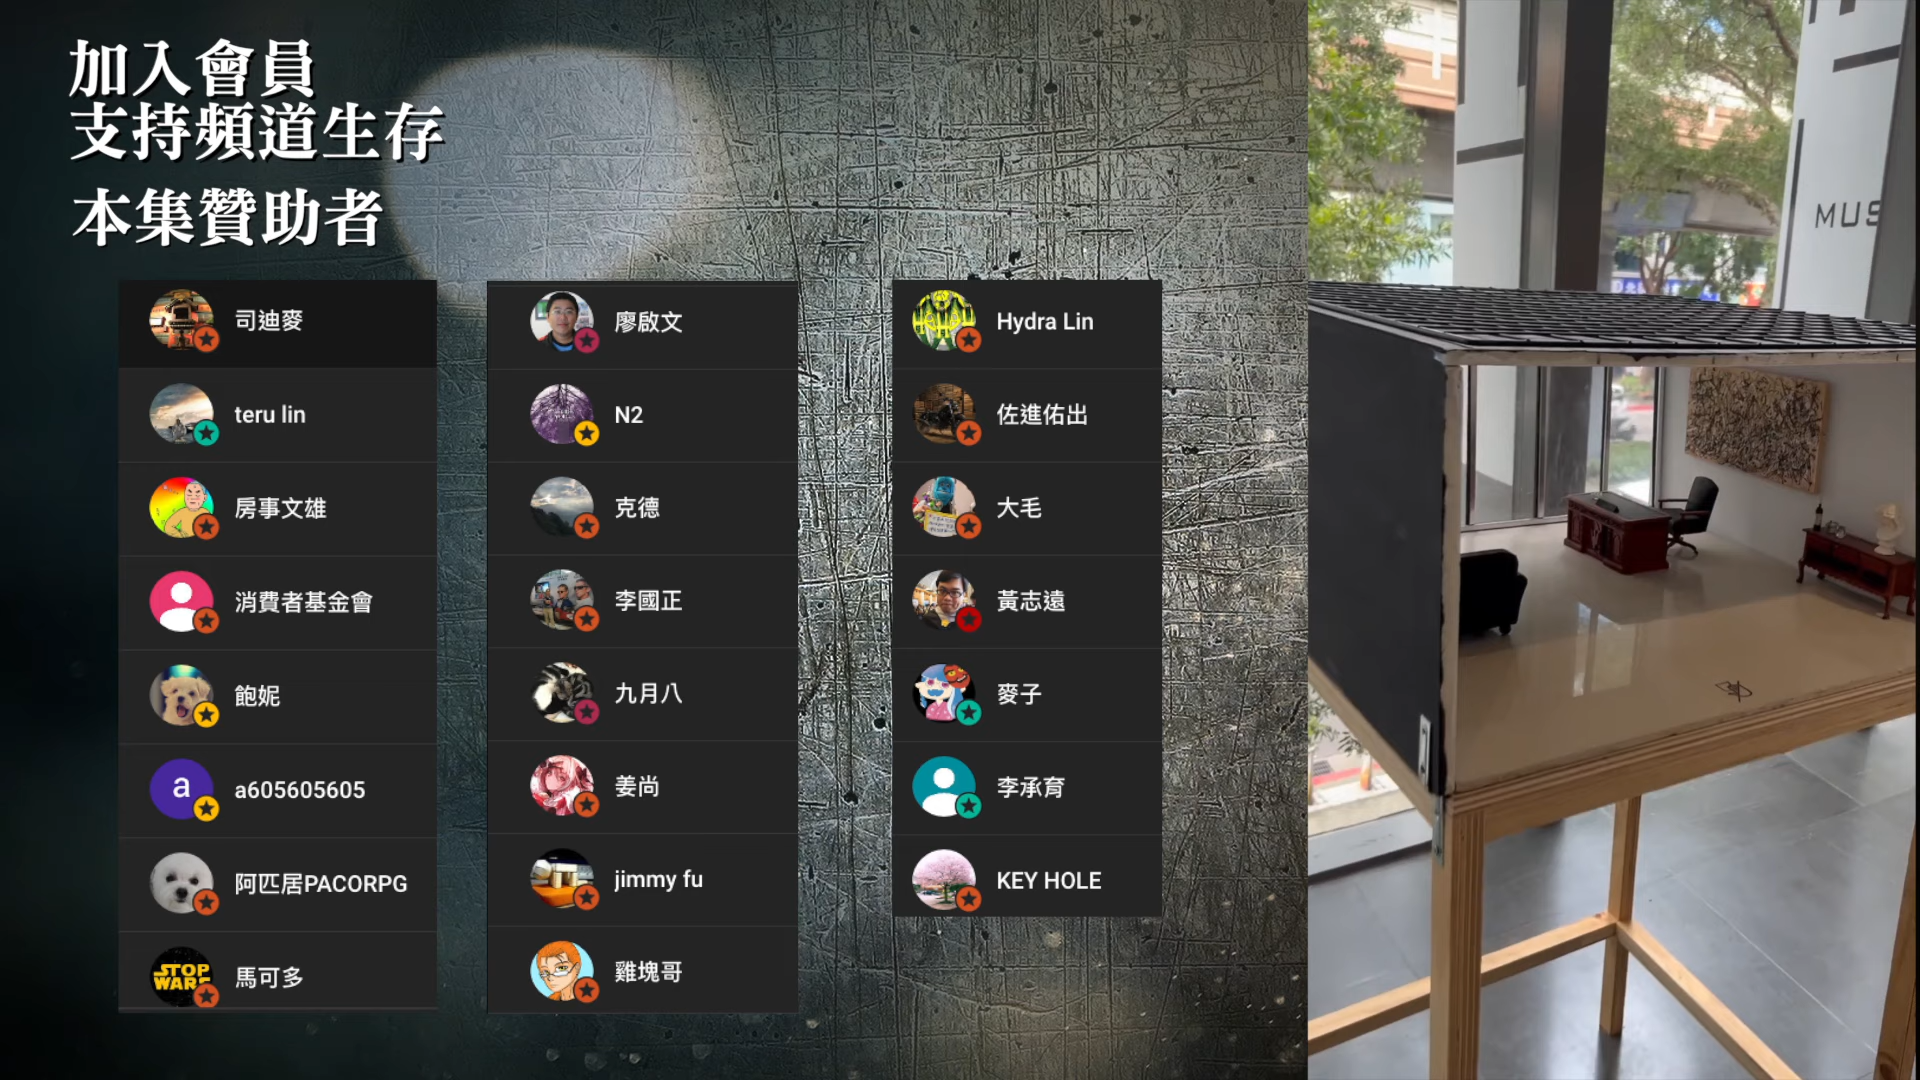 加入會員
支持頻道生存
本集贊助者
司迪麥
teru lin
房事文雄
消費者基金會
飽妮
a605605605
阿匹居PACORPG
STOP
WARS
馬可多
廖啟文
N2
克德
李國正
九月八
姜尚
jimmy fu
雞塊哥
Hydra Lin
佐進佑出
大毛
黃志遠
麥子
李承育
KEY HOLE
MUS